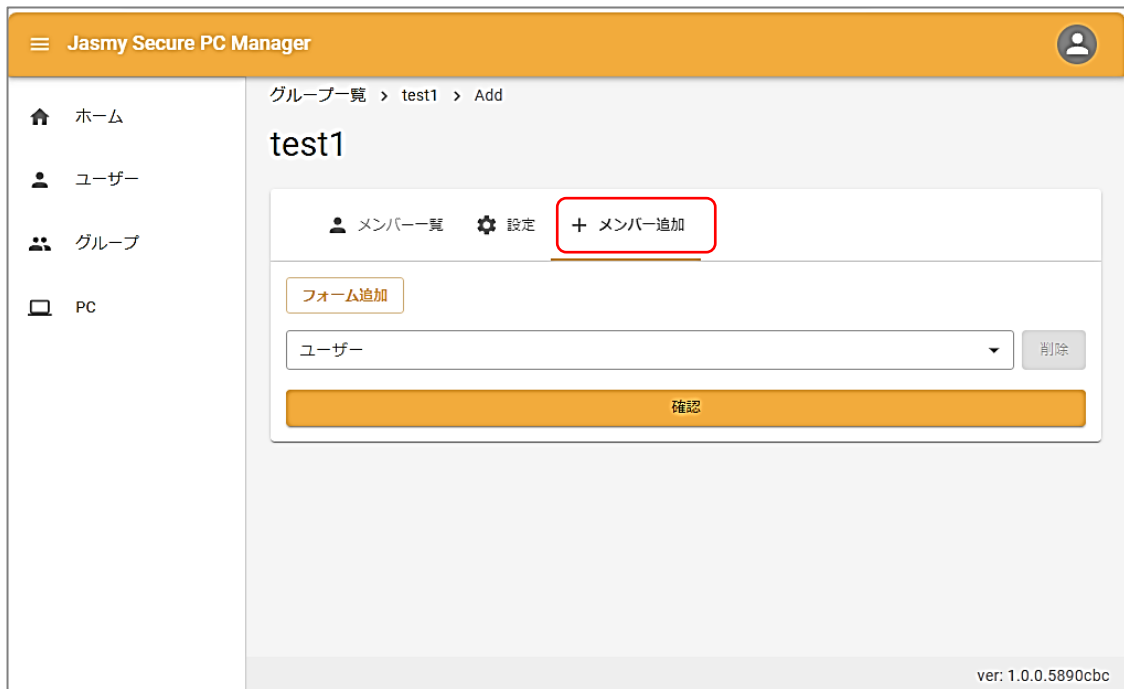 Jasmy Secure PC Manager
ホーム
ユーザー
グループ
PC
グループ一覧 > test1 > Add
test1
メンバー一覧 設定 + メンバー追加
フォーム追加
ユーザー 削除
確認
ver: 1.0.0.5890cbc